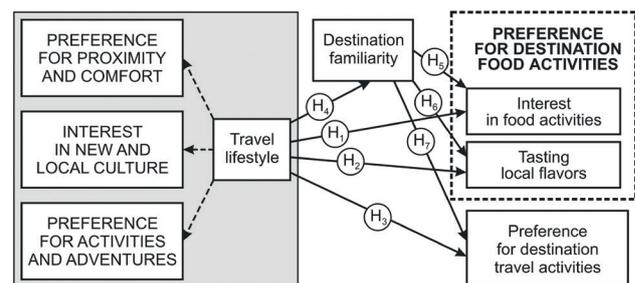 PREFERENCE
FOR PROXIMITY
AND COMFORT
INTEREST
IN NEW AND
LOCAL CULTURE
PREFERENCE
FOR ACTIVITIES
AND ADVENTURES
Travel
lifestyle
Destination
familiarity
H4
H1
H2
H3
H5
H6
H7
PREFERENCE
FOR DESTINATION
FOOD ACTIVITIES
Interest
in food activities
Tasting
local flavors
Preference
for destination
travel activities